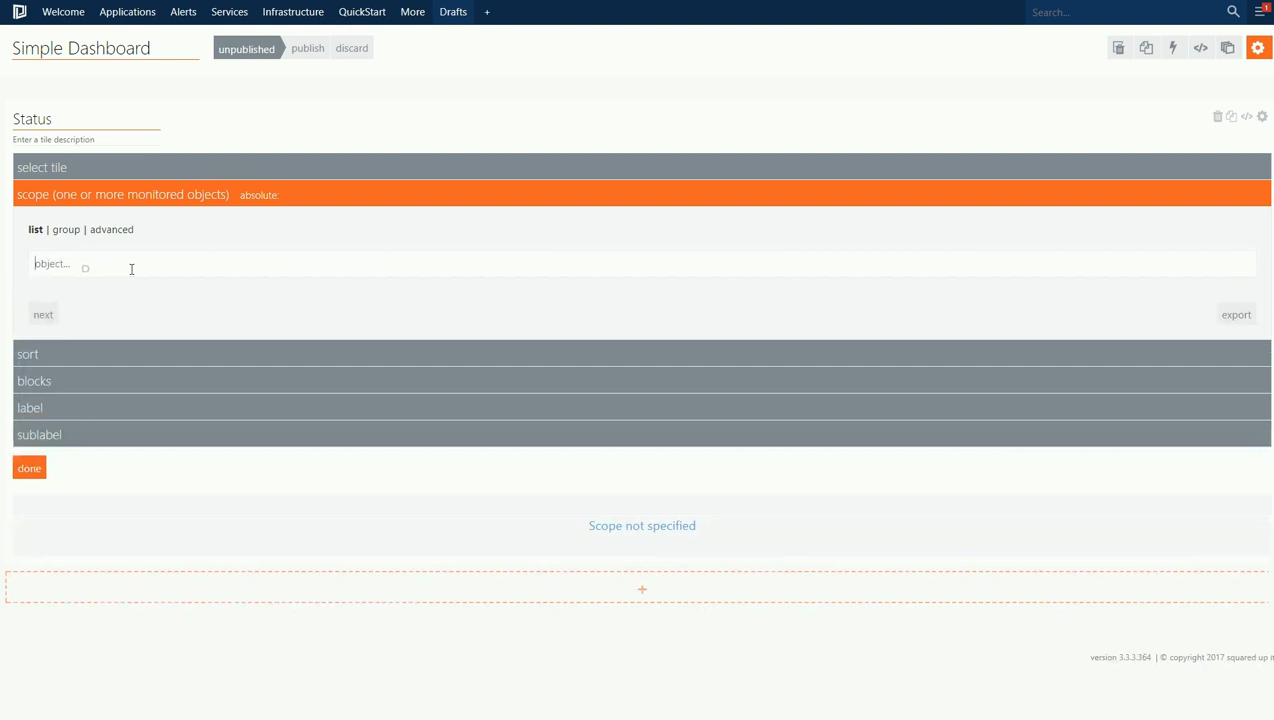 Welcome Applications Alerts Services Infrastructure QuickStart More Drafts + Search... 1
Simple Dashboard unpublished publish discard </>
Status </>
Enter a tile description
select tile
scope (one or more monitored objects) absolute:
list | group | advanced
object...
next export
sort
blocks
label
sublabel
done
Scope not specified
+
version 3.3.3.364 | © copyright 2017 squared up